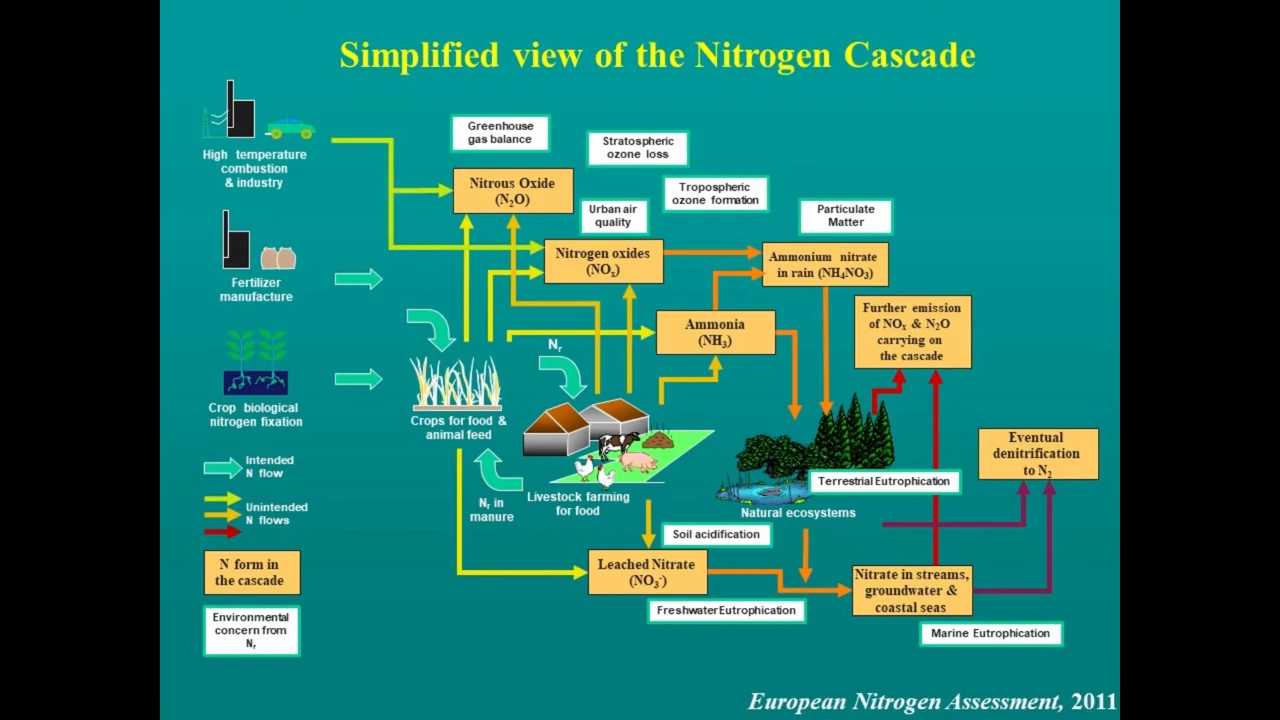 Simplified view of the Nitrogen Cascade
High temperature
combustion
& industry
Fertilizer
manufacture
Crop biological
nitrogen fixation
Intended
N flow
Unintended
N flows
N form in
the cascade
Environmental
concern from
Nr
Greenhouse
gas balance
Stratospheric
ozone loss
Nitrous Oxide
(N2O)
Tropospheric
ozone formation
Urban air
quality
Particulate
Matter
Nitrogen oxides
(NOx)
Ammonium nitrate
in rain (NH4NO3)
Ammonia
(NH3)
Further emission
of NOx & N2O
carrying on
the cascade
Nr
Crops for food &
animal feed
Nr in
manure
Livestock farming
for food
Terrestrial Eutrophication
Natural ecosystems
Eventual
denitrification
to N2
Soil acidification
Leached Nitrate
(NO3-)
Freshwater Eutrophication
Nitrate in streams,
groundwater &
coastal seas
Marine Eutrophication
European Nitrogen Assessment, 2011